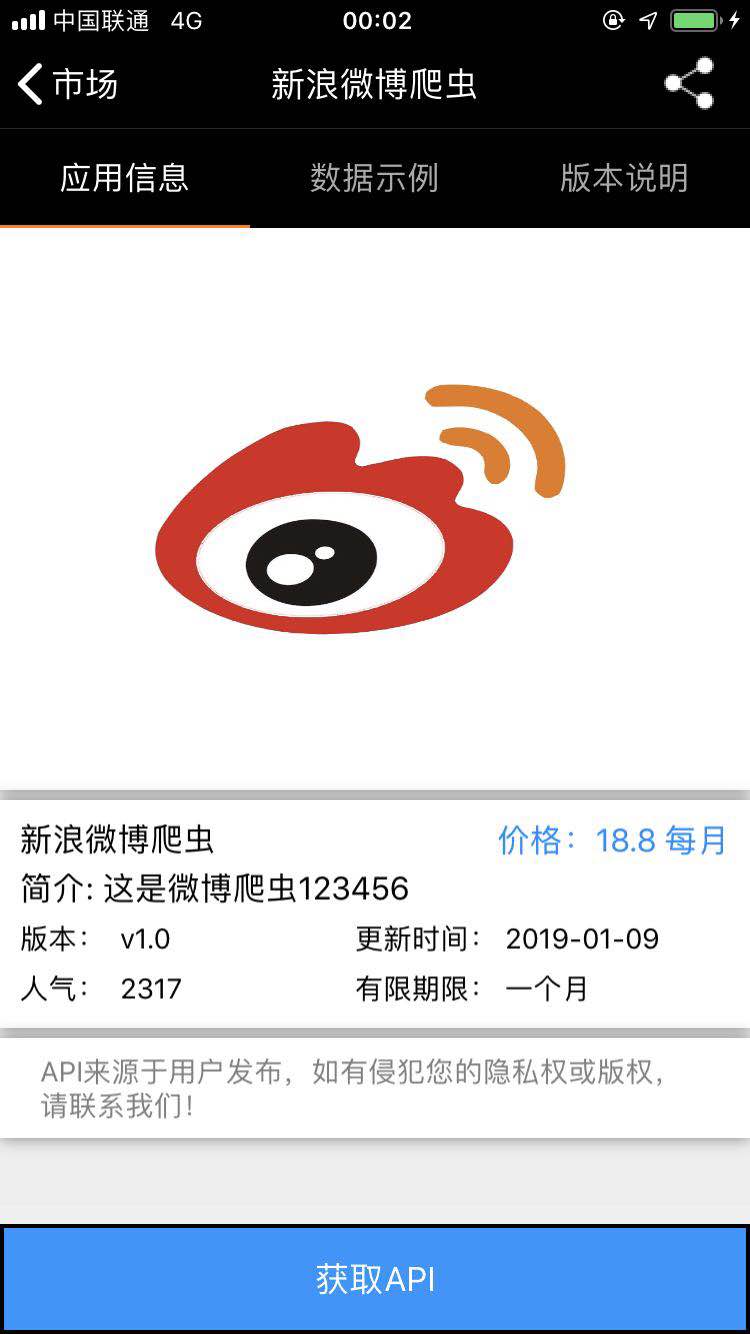 中国联通 4G 00:02
市场 新浪微博爬虫
应用信息 数据示例 版本说明
新浪微博爬虫 价格：18.8 每月
简介: 这是微博爬虫123456
版本： v1.0 更新时间： 2019-01-09
人气： 2317 有限期限： 一个月
API来源于用户发布，如有侵犯您的隐私权或版权，
请联系我们！
获取API